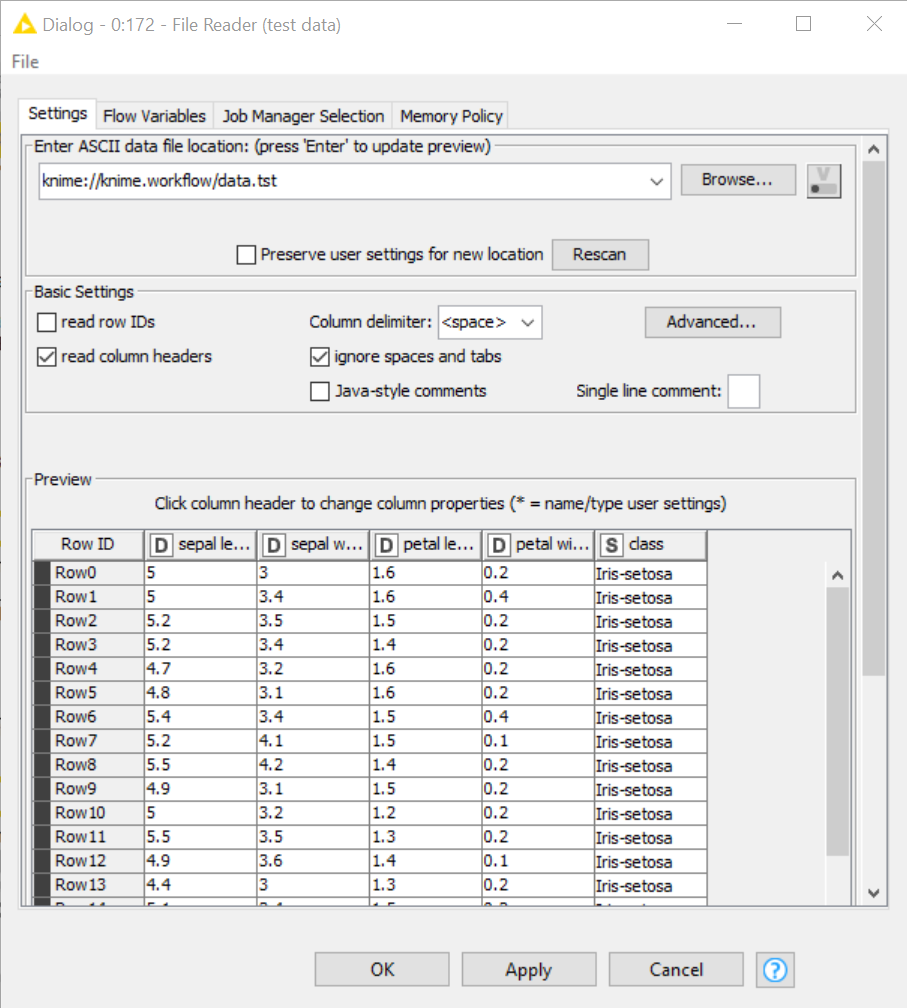 Dialog - 0:172 - File Reader (test data)
File
Settings Flow Variables Job Manager Selection Memory Policy
Enter ASCII data file location: (press 'Enter' to update preview)
knime://knime.workflow/data.tst Browse... V
Preserve user settings for new location Rescan
Basic Settings
read row IDs Column delimiter: <space> Advanced...
read column headers ignore spaces and tabs
Java-style comments Single line comment:
Preview
Click column header to change column properties (* = name/type user settings)
Row ID D sepal le... D sepal w... D petal le... D petal wi... S class
Row0 5 3 1.6 0.2 Iris-setosa
Row1 5 3.4 1.6 0.4 Iris-setosa
Row2 5.2 3.5 1.5 0.2 Iris-setosa
Row3 5.2 3.4 1.4 0.2 Iris-setosa
Row4 4.7 3.2 1.6 0.2 Iris-setosa
Row5 4.8 3.1 1.6 0.2 Iris-setosa
Row6 5.4 3.4 1.5 0.4 Iris-setosa
Row7 5.2 4.1 1.5 0.1 Iris-setosa
Row8 5.5 4.2 1.4 0.2 Iris-setosa
Row9 4.9 3.1 1.5 0.2 Iris-setosa
Row10 5 3.2 1.2 0.2 Iris-setosa
Row11 5.5 3.5 1.3 0.2 Iris-setosa
Row12 4.9 3.6 1.4 0.1 Iris-setosa
Row13 4.4 3 1.3 0.2 Iris-setosa
OK Apply Cancel ?